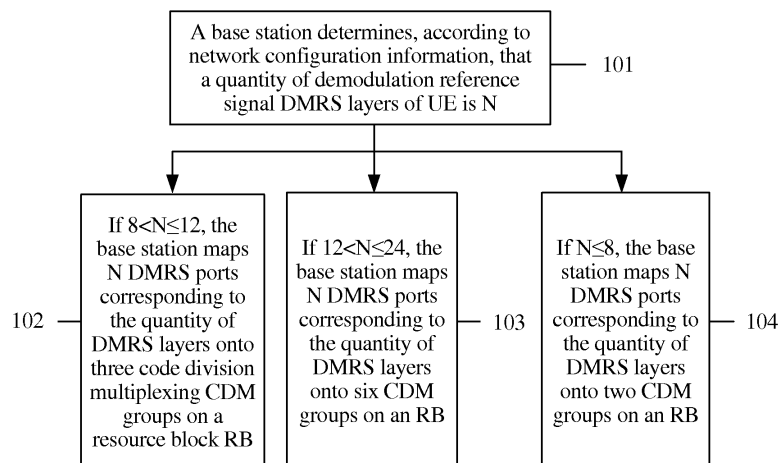 A base station determines, according to
network configuration information, that
a quantity of demodulation reference
signal DMRS layers of UE is N
101
If 8<N≤12, the
base station maps
N DMRS ports
corresponding to
the quantity of
DMRS layers onto
three code division
multiplexing CDM
groups on a
resource block RB
102
If 12<N≤24, the
base station maps
N DMRS ports
corresponding to
the quantity of
DMRS layers
onto six CDM
groups on an RB
103
If N≤8, the base
station maps N
DMRS ports
corresponding to
the quantity of
DMRS layers
onto two CDM
groups on an RB
104